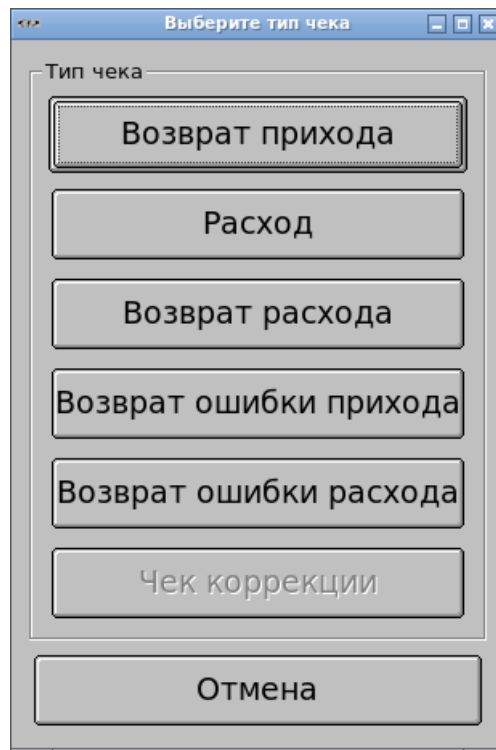 Выберите тип чека
Тип чека
Возврат прихода
Расход
Возврат расхода
Возврат ошибки прихода
Возврат ошибки расхода
Чек коррекции
Отмена